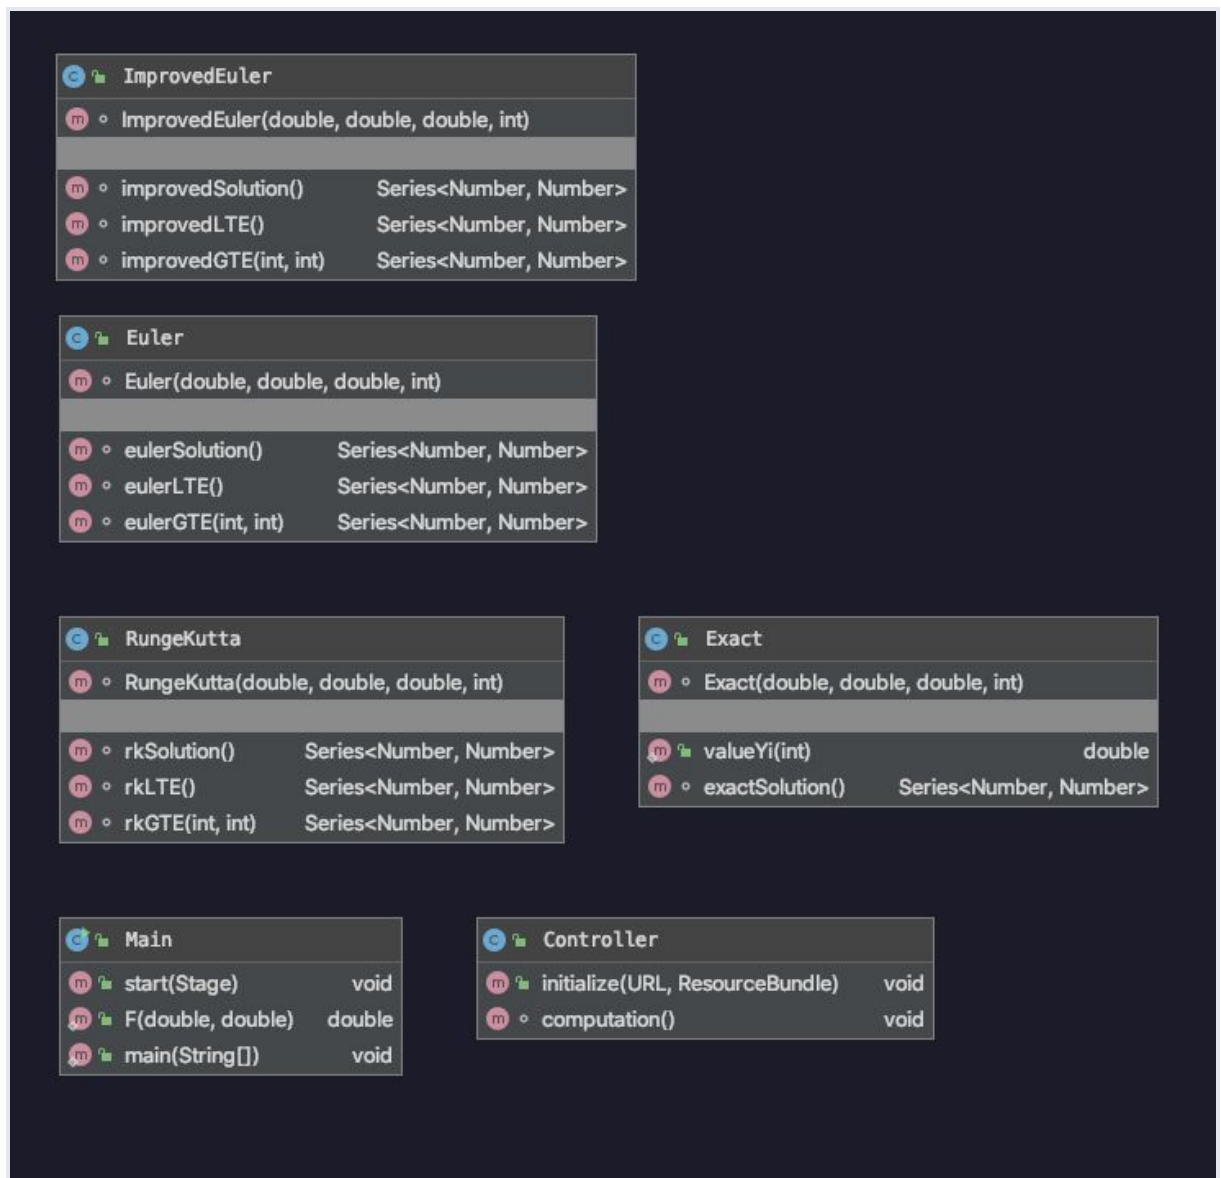 ImprovedEuler
ImprovedEuler(double, double, double, int)
improvedSolution() Series<Number, Number>
improvedLTE() Series<Number, Number>
improvedGTE(int, int) Series<Number, Number>
Euler
Euler(double, double, double, int)
eulerSolution() Series<Number, Number>
eulerLTE() Series<Number, Number>
eulerGTE(int, int) Series<Number, Number>
RungeKutta
RungeKutta(double, double, double, int)
rkSolution() Series<Number, Number>
rkLTE() Series<Number, Number>
rkGTE(int, int) Series<Number, Number>
Exact
Exact(double, double, double, int)
valueYi(int) double
exactSolution() Series<Number, Number>
Main
start(Stage) void
F(double, double) double
main(String[]) void
Controller
initialize(URL, ResourceBundle) void
computation() void